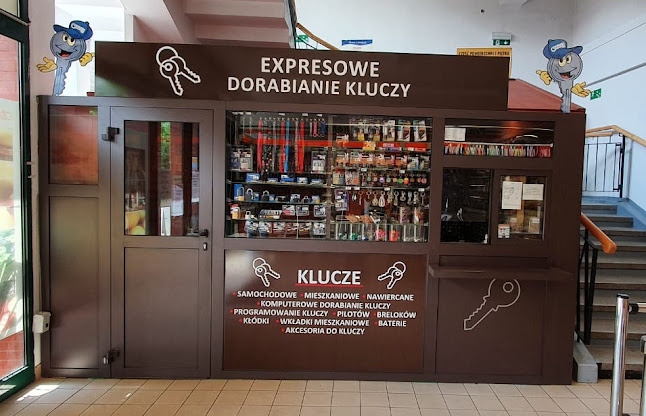 EXPRESOWE
DORABIANIE KLUCZY
KLUCZE
SAMOCHODOWE • MIESZKANIOWE • NAWIERCANE
• KOMPUTEROWE DORABIANIE KLUCZY
• PROGRAMOWANIE KLUCZY • PILOTÓW • BRELOKÓW
• KŁÓDKI • WKŁADKI MIESZKANIOWE • BATERIE
• AKCESORIA DO KLUCZY